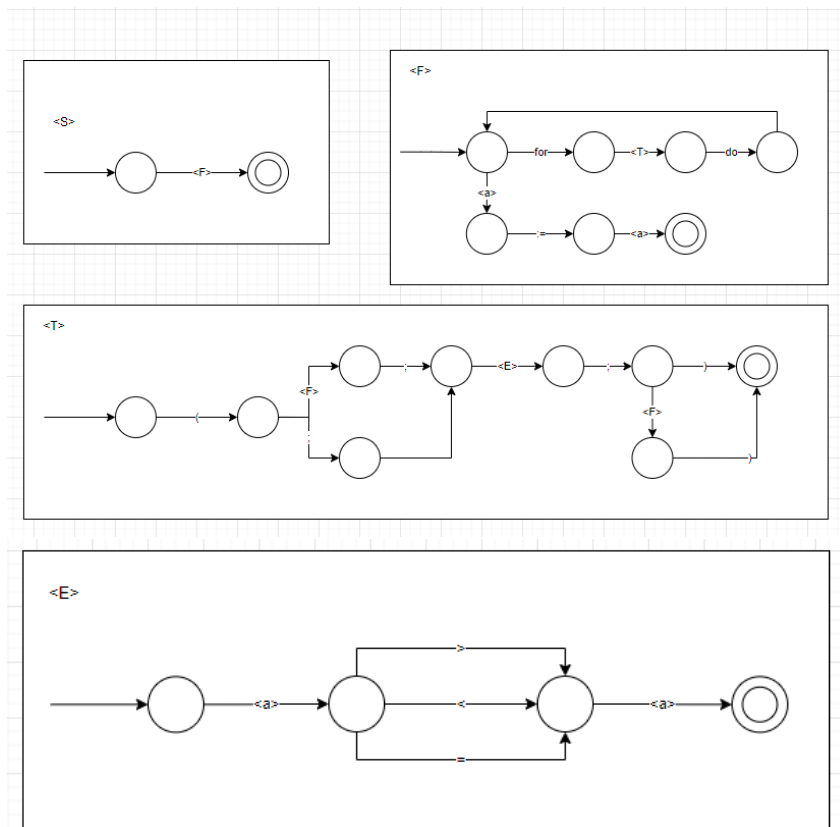 <F>
<S>
for <T> do
<F>
<a>
:= <a>
<T>
; <E> ; )
<F>
<F>
(
;
)
<E>
>
<a> < <a>
=